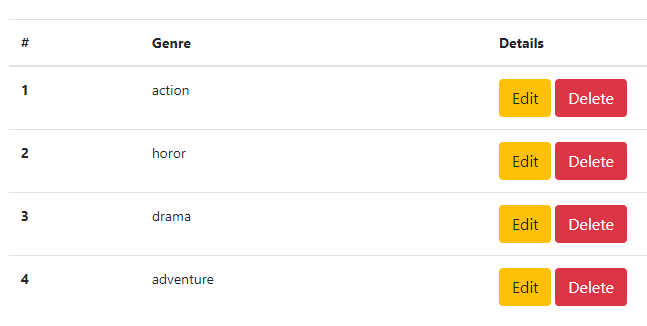 # Genre Details
1 action Edit Delete
2 horor Edit Delete
3 drama Edit Delete
4 adventure Edit Delete